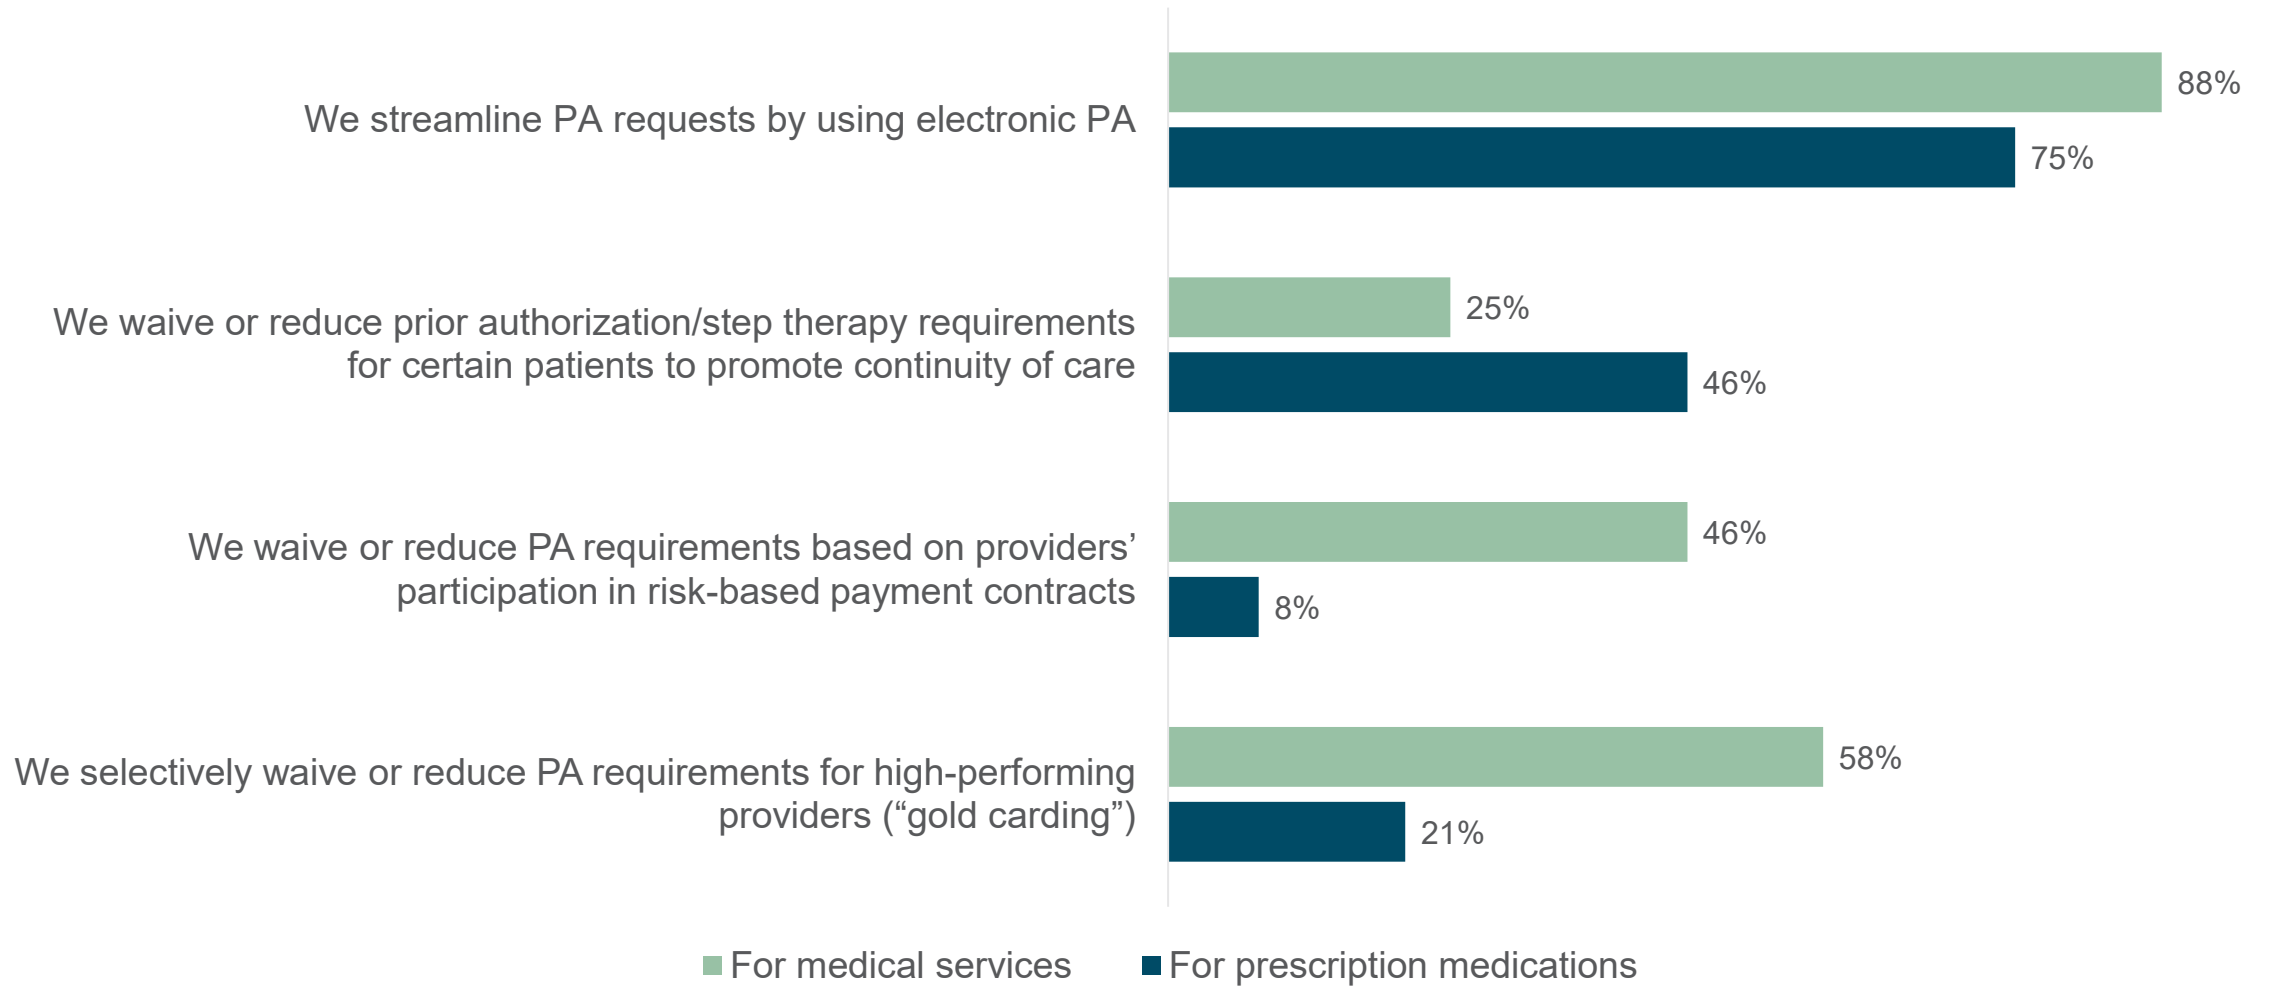 We streamline PA requests by using electronic PA
88%
75%
We waive or reduce prior authorization/step therapy requirements
for certain patients to promote continuity of care
25%
46%
We waive or reduce PA requirements based on providers’
participation in risk-based payment contracts
46%
8%
We selectively waive or reduce PA requirements for high-performing
providers (“gold carding”)
58%
21%
For medical services
For prescription medications